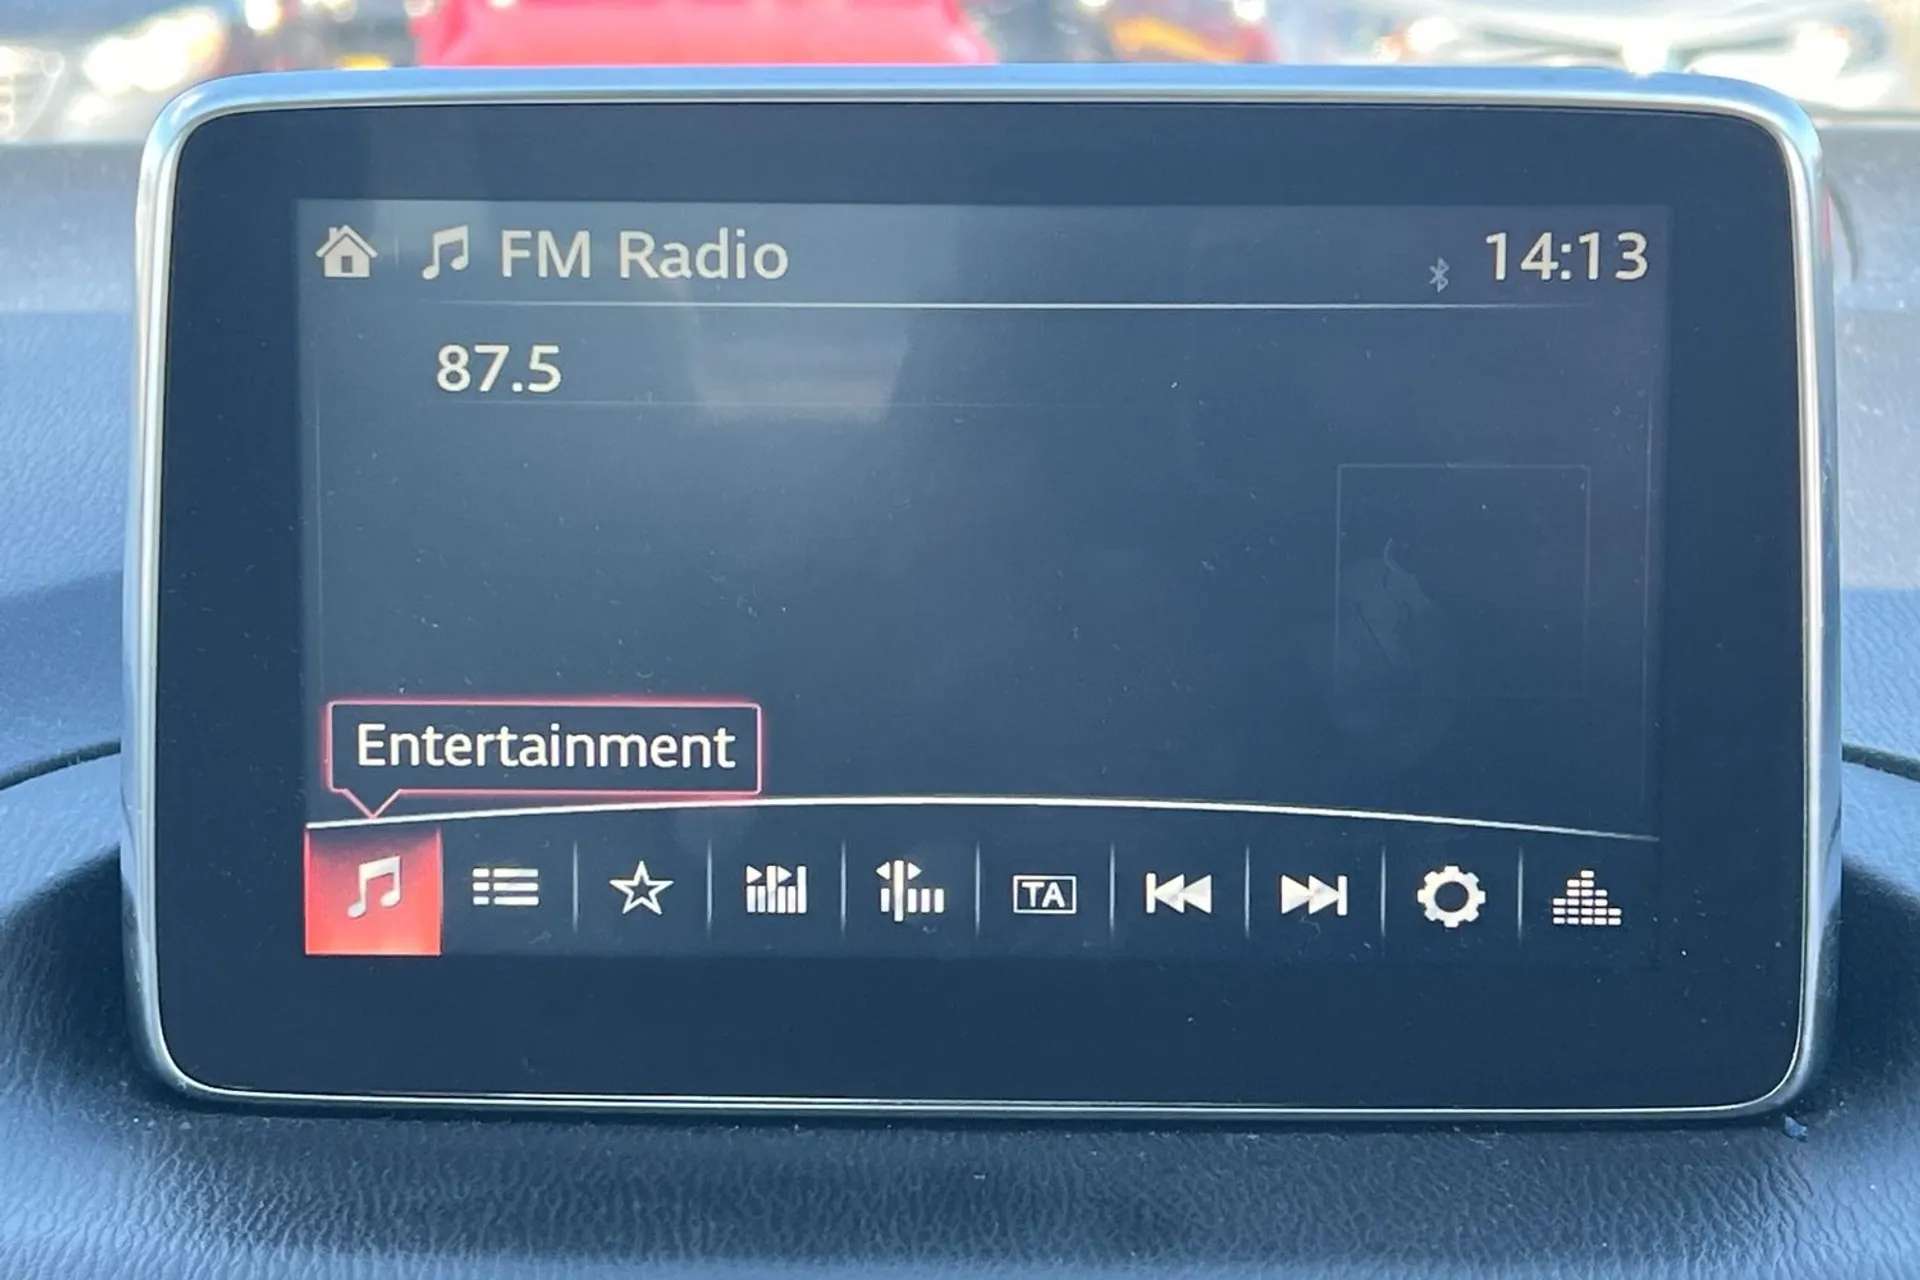 FM Radio 14:13
87.5
Entertainment
TA